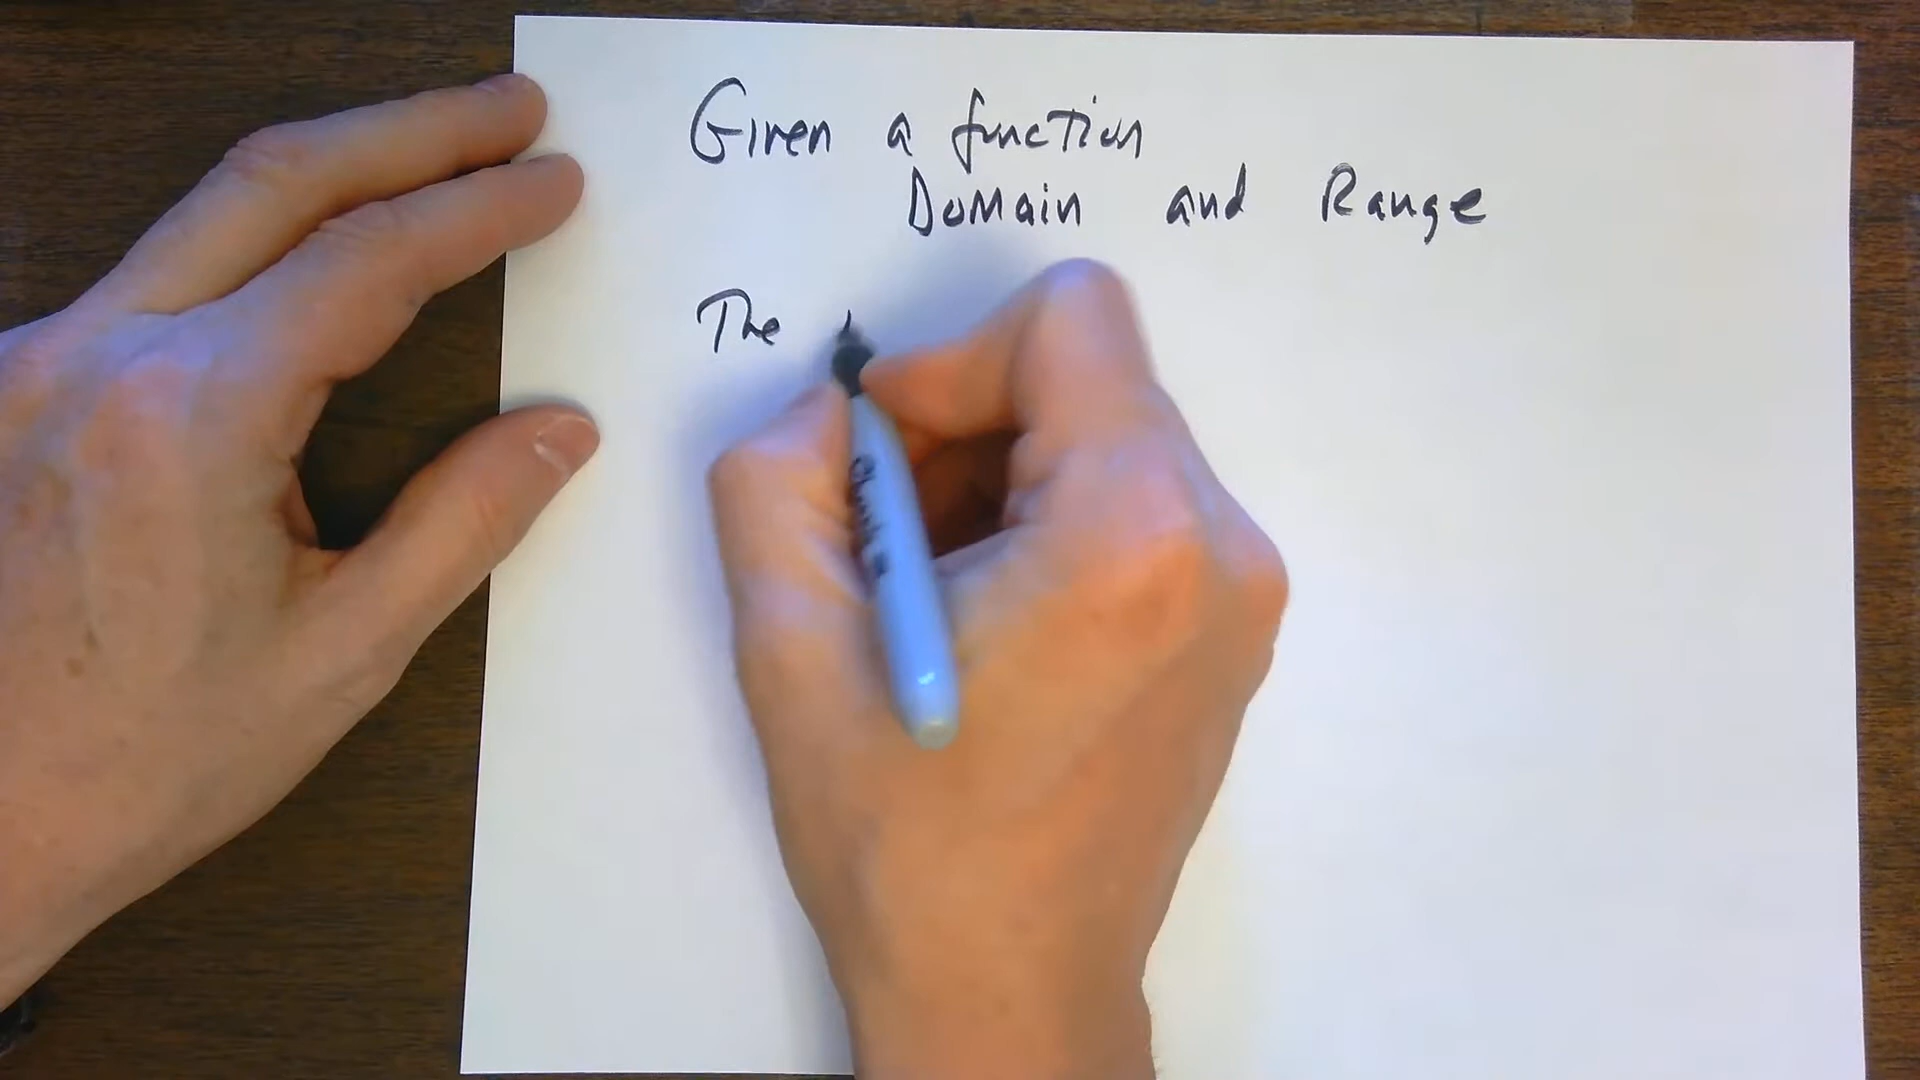 Given a function
Domain and Range
The